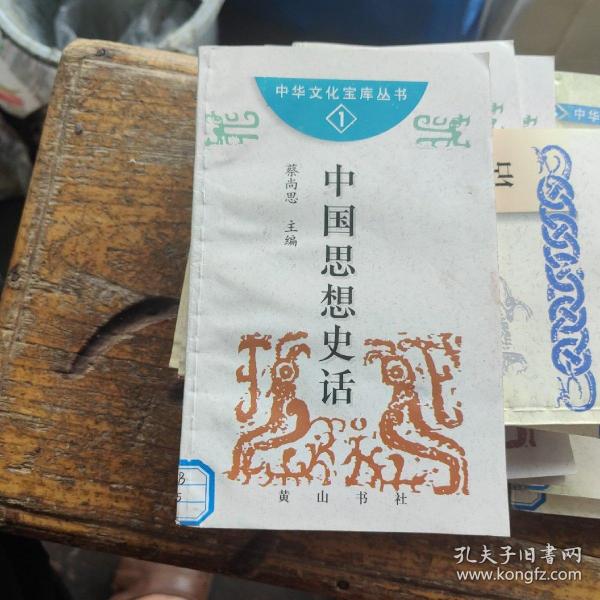 中华文化宝库丛书
1
蔡尚思 主编
中国思想史话
黄山书社
中华
孔夫子旧书网
www.kongfz.com